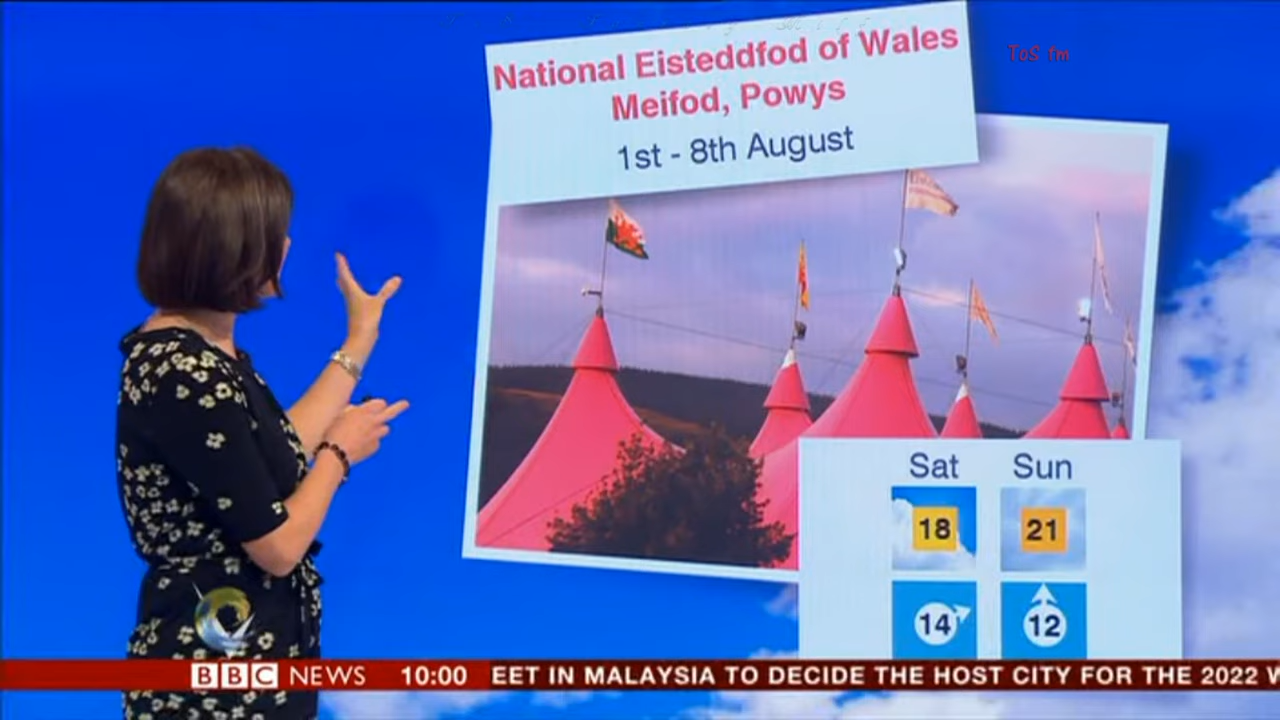 National Eisteddfod of Wales
Meifod, Powys
1st - 8th August
ToS fm
Sat Sun
18 21
14 12
BBC NEWS 10:00 EET IN MALAYSIA TO DECIDE THE HOST CITY FOR THE 2022 W